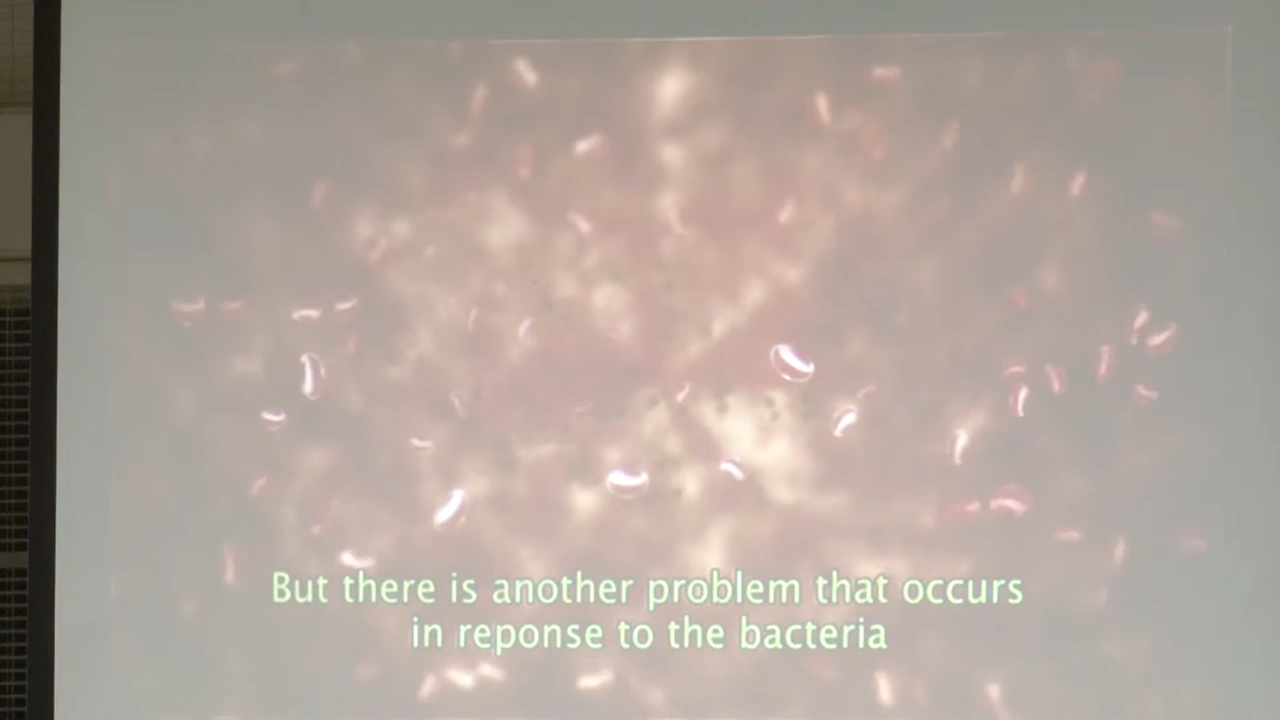 But there is another problem that occurs
in reponse to the bacteria